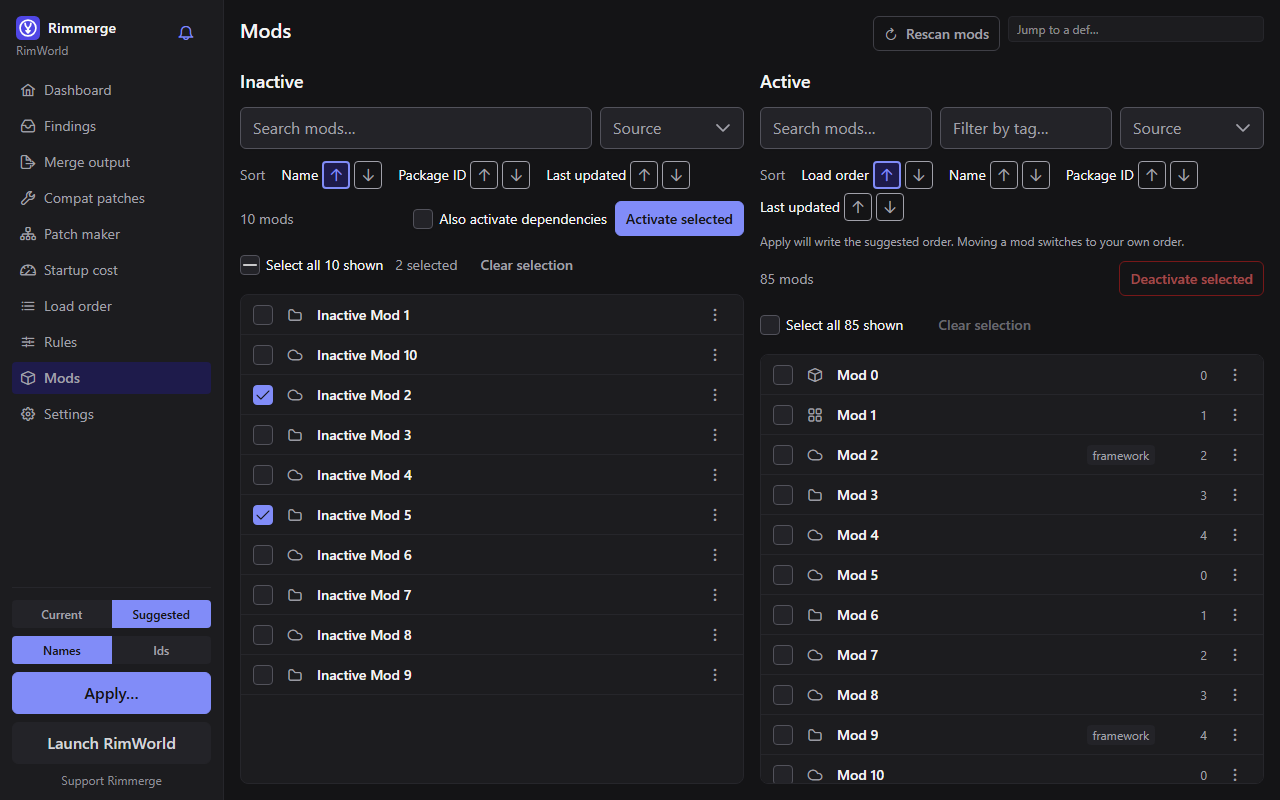 Rimmerge
RimWorld
Dashboard
Findings
Merge output
Compat patches
Patch maker
Startup cost
Load order
Rules
Mods
Settings
Current Suggested
Names Ids
Apply...
Launch RimWorld
Support Rimmerge
Mods
Rescan mods
Jump to a def...
Inactive
Search mods... Source
Sort Name Package ID Last updated
10 mods Also activate dependencies Activate selected
Select all 10 shown 2 selected Clear selection
Inactive Mod 1
Inactive Mod 10
Inactive Mod 2
Inactive Mod 3
Inactive Mod 4
Inactive Mod 5
Inactive Mod 6
Inactive Mod 7
Inactive Mod 8
Inactive Mod 9
Active
Search mods... Filter by tag... Source
Sort Load order Name Package ID
Last updated
Apply will write the suggested order. Moving a mod switches to your own order.
85 mods Deactivate selected
Select all 85 shown Clear selection
Mod 0 0
Mod 1 1
Mod 2 framework 2
Mod 3 3
Mod 4 4
Mod 5 0
Mod 6 1
Mod 7 2
Mod 8 3
Mod 9 framework 4
Mod 10 0